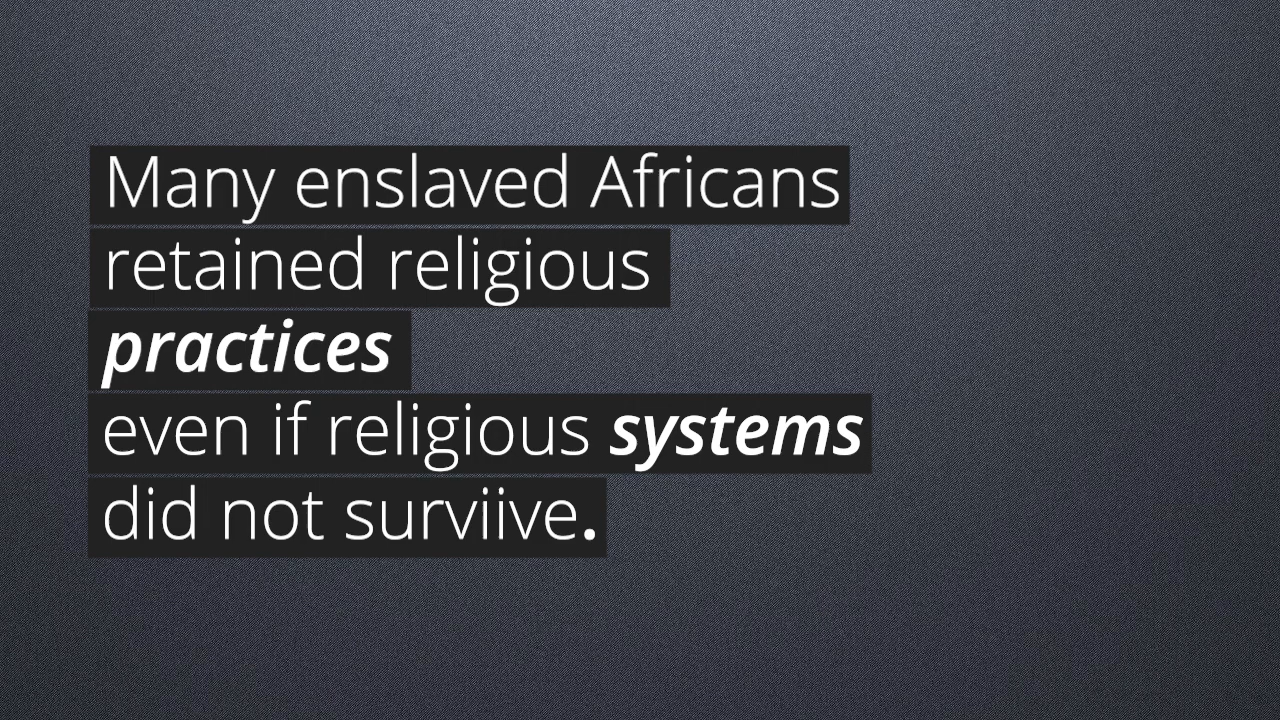 Many enslaved Africans
retained religious
practices
even if religious systems
did not surviive.